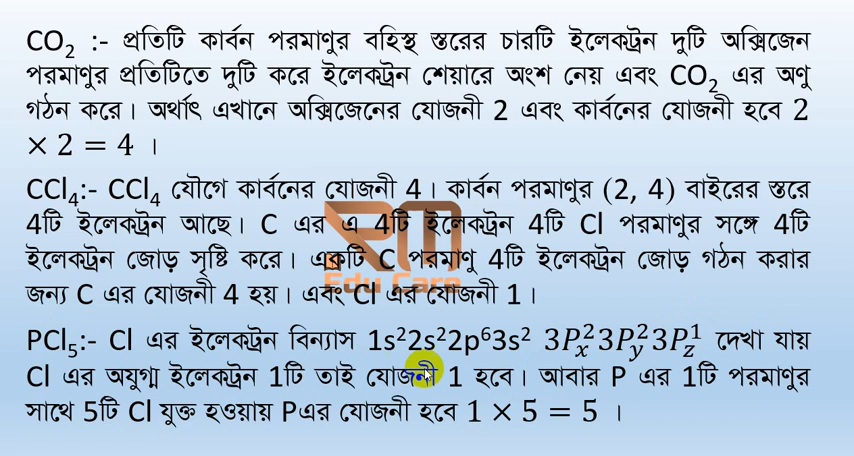 CO₂ :- প্রতিটি কার্বন পরমাণুর বহিস্থ স্তরের চারটি ইলেকট্রন দুটি অক্সিজেন
পরমাণুর প্রতিটিতে দুটি করে ইলেকট্রন শেয়ারে অংশ নেয় এবং CO₂ এর অণু
গঠন করে। অর্থাৎ এখানে অক্সিজেনের যোজনী 2 এবং কার্বনের যোজনী হবে 2
× 2 = 4 ।
CCl₄:- CCl₄ যৌগে কার্বনের যোজনী 4। কার্বন পরমাণুর (2, 4) বাইরের স্তরে
4টি ইলেকট্রন আছে। C এর এ 4টি ইলেকট্রন 4টি Cl পরমাণুর সঙ্গে 4টি
ইলেকট্রন জোড় সৃষ্টি করে। একটি C পরমাণু 4টি ইলেকট্রন জোড় গঠন করার
জন্য C এর যোজনী 4 হয়। এবং Cl এর যোজনী 1।
PCl₅:- Cl এর ইলেকট্রন বিন্যাস 1s²2s²2p⁶3s² 3Pₓ²3Pᵧ²3P_z¹ দেখা যায়
Cl এর অযুগ্ম ইলেকট্রন 1টি তাই যোজনী 1 হবে। আবার P এর 1টি পরমাণুর
সাথে 5টি Cl যুক্ত হওয়ায় Pএর যোজনী হবে 1 × 5 = 5 ।
RM
Edu Care